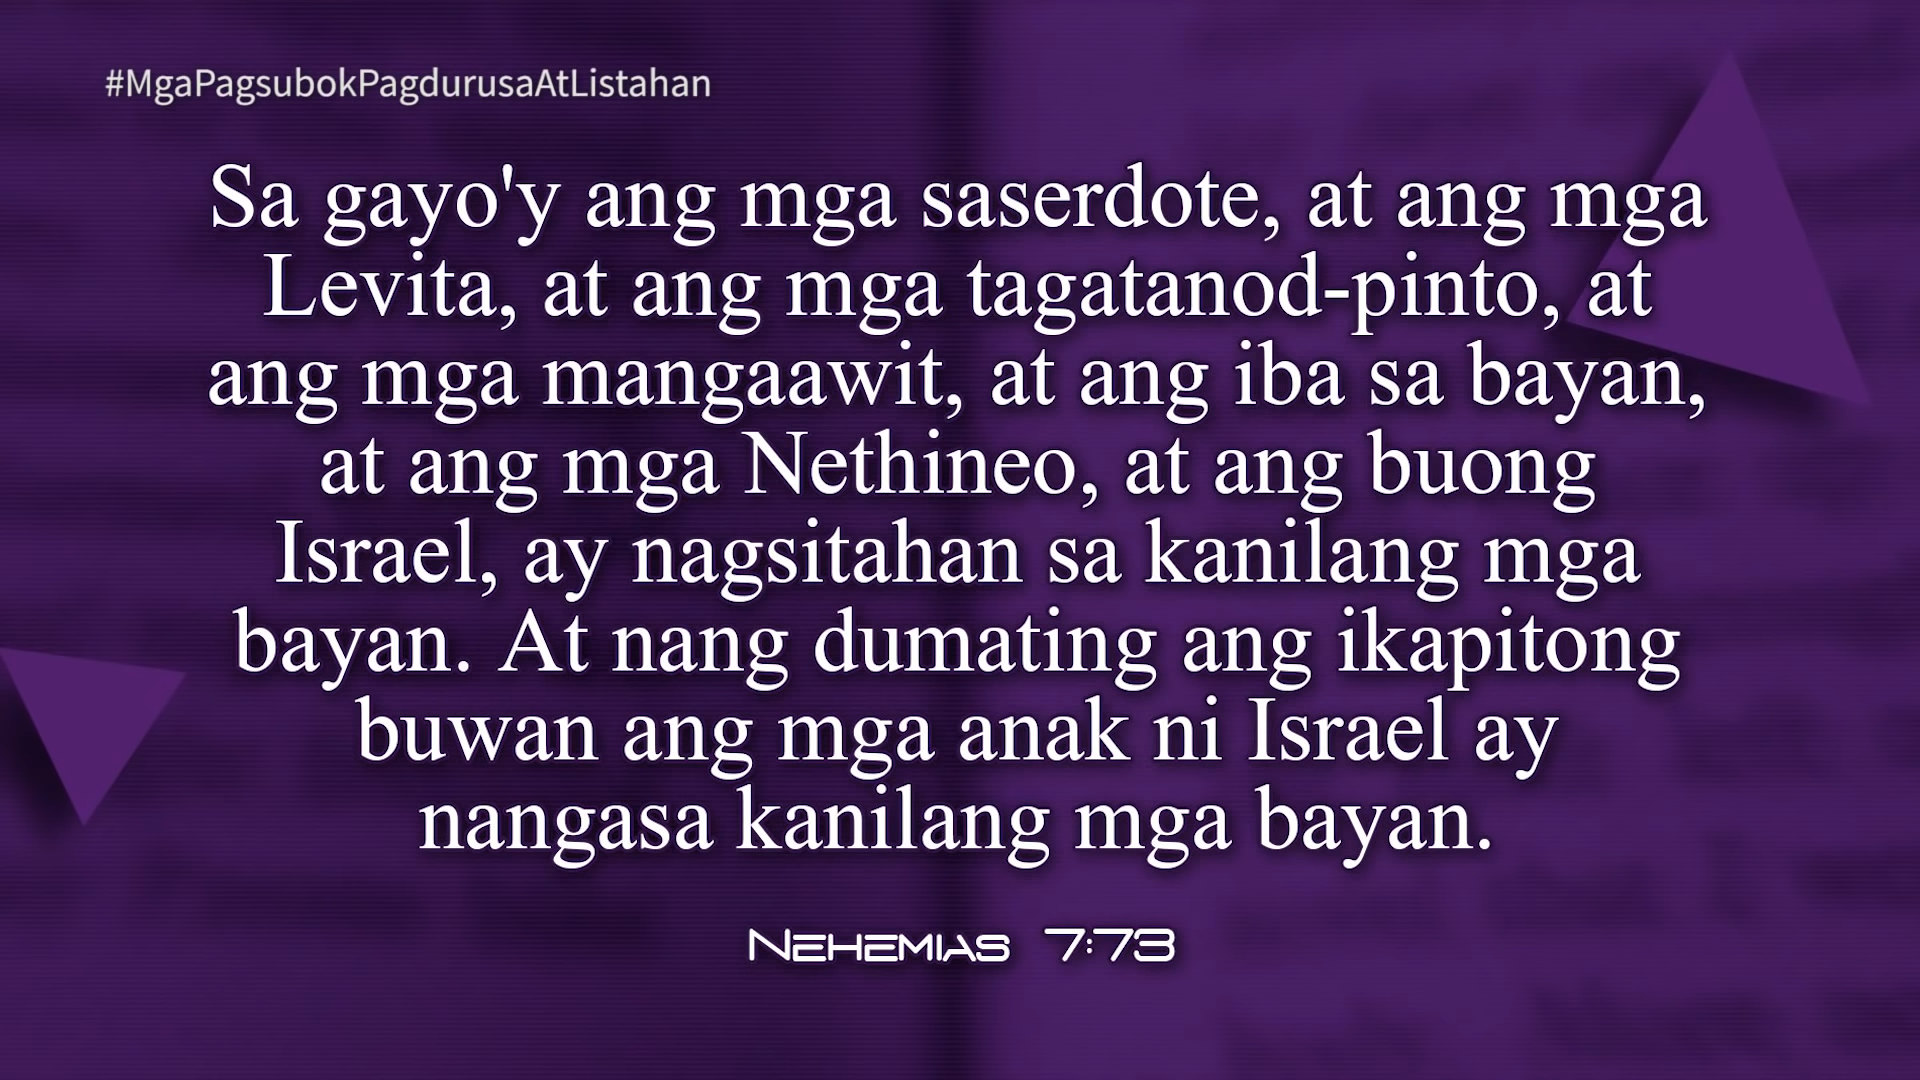 #MgaPagsubokPagdurusaAtListahan
Sa gayo'y ang mga saserdote, at ang mga
Levita, at ang mga tagatanod-pinto, at
ang mga mangaawit, at ang iba sa bayan,
at ang mga Nethineo, at ang buong
Israel, ay nagsitahan sa kanilang mga
bayan. At nang dumating ang ikapitong
buwan ang mga anak ni Israel ay
nangasa kanilang mga bayan.
Nehemias 7:73